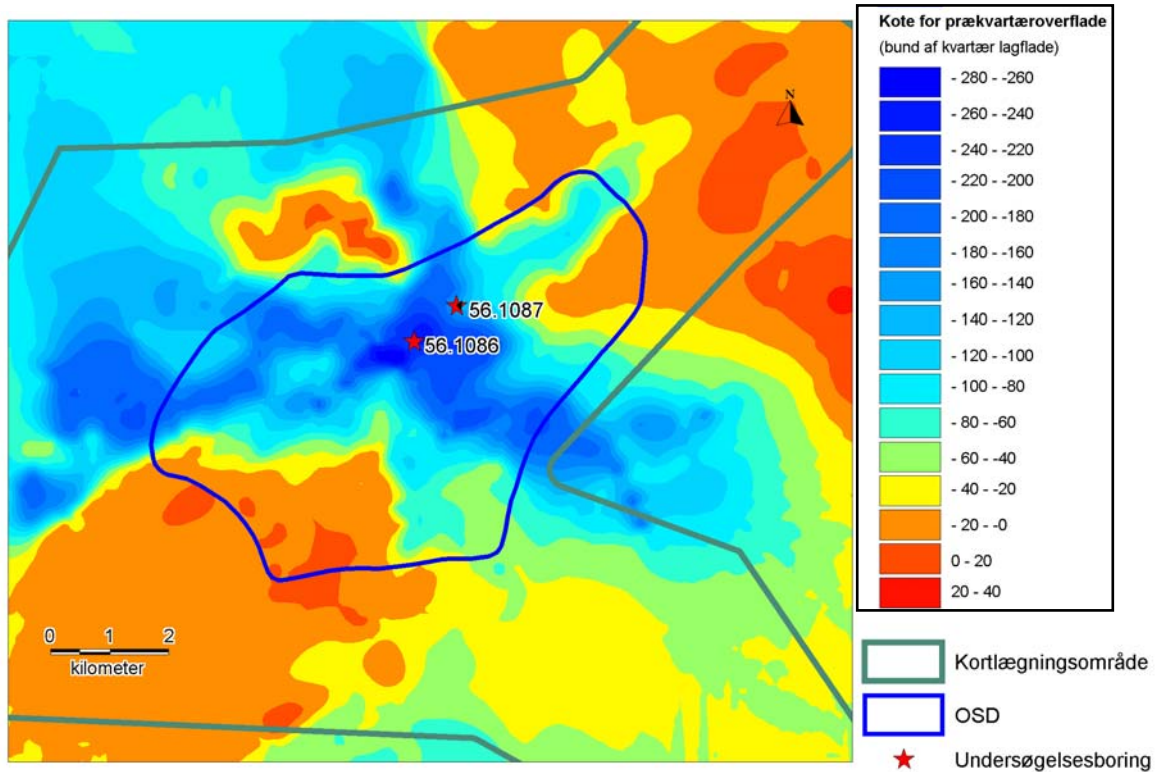 N
56.1087
56.1086
0 1 2
kilometer
Kote for prækvartæroverflade
(bund af kvartær lagflade)
- 280 - -260
- 260 - -240
- 240 - -220
- 220 - -200
- 200 - -180
- 180 - -160
- 160 - -140
- 140 - -120
- 120 - -100
- 100 - -80
- 80 - -60
- 60 - -40
- 40 - -20
- 20 - -0
0 - 20
20 - 40
Kortlægningsområde
OSD
Undersøgelsesboring